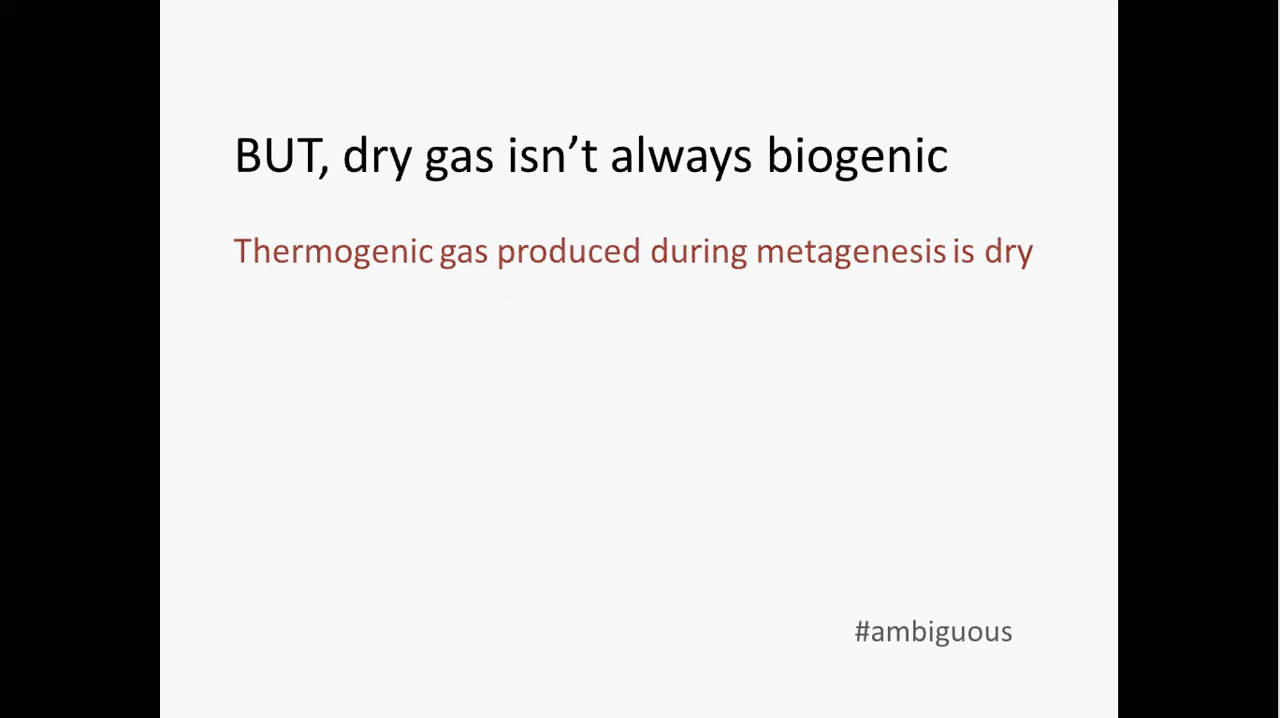 BUT, dry gas isn’t always biogenic
Thermogenic gas produced during metagenesis is dry
#ambiguous